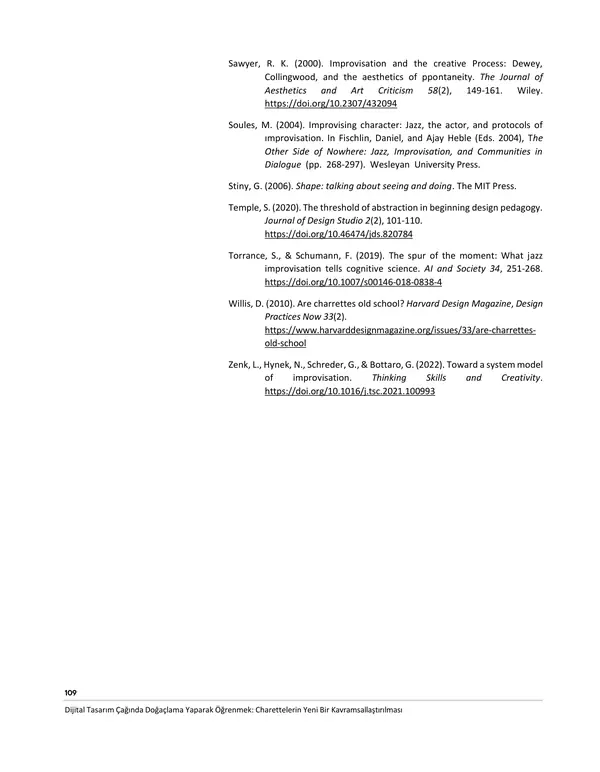 Sawyer, R. K. (2000). Improvisation and the creative Process: Dewey,
Collingwood, and the aesthetics of ppontaneity. The Journal of
Aesthetics and Art Criticism 58(2), 149-161. Wiley.
https://doi.org/10.2307/432094
Soules, M. (2004). Improvising character: Jazz, the actor, and protocols of
ımprovisation. In Fischlin, Daniel, and Ajay Heble (Eds. 2004), The
Other Side of Nowhere: Jazz, Improvisation, and Communities in
Dialogue (pp. 268-297). Wesleyan University Press.
Stiny, G. (2006). Shape: talking about seeing and doing. The MIT Press.
Temple, S. (2020). The threshold of abstraction in beginning design pedagogy.
Journal of Design Studio 2(2), 101-110.
https://doi.org/10.46474/jds.820784
Torrance, S., & Schumann, F. (2019). The spur of the moment: What jazz
improvisation tells cognitive science. AI and Society 34, 251-268.
https://doi.org/10.1007/s00146-018-0838-4
Willis, D. (2010). Are charrettes old school? Harvard Design Magazine, Design
Practices Now 33(2).
https://www.harvarddesignmagazine.org/issues/33/are-charrettes-
old-school
Zenk, L., Hynek, N., Schreder, G., & Bottaro, G. (2022). Toward a system model
of improvisation. Thinking Skills and Creativity.
https://doi.org/10.1016/j.tsc.2021.100993
109
Dijital Tasarım Çağında Doğaçlama Yaparak Öğrenmek: Charettelerin Yeni Bir Kavramsallaştırılması